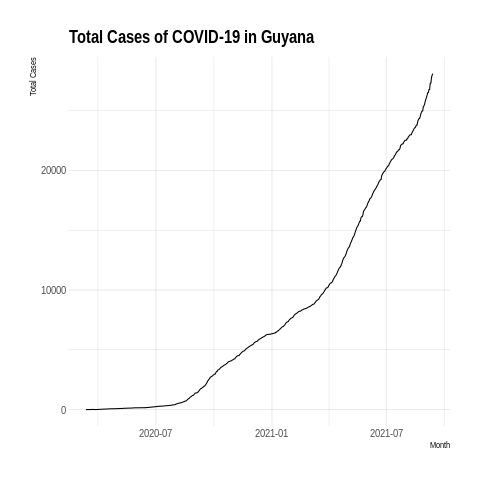 Total Cases of COVID-19 in Guyana
Total Cases
20000
10000
0
2020-07
2021-01
2021-07
Month